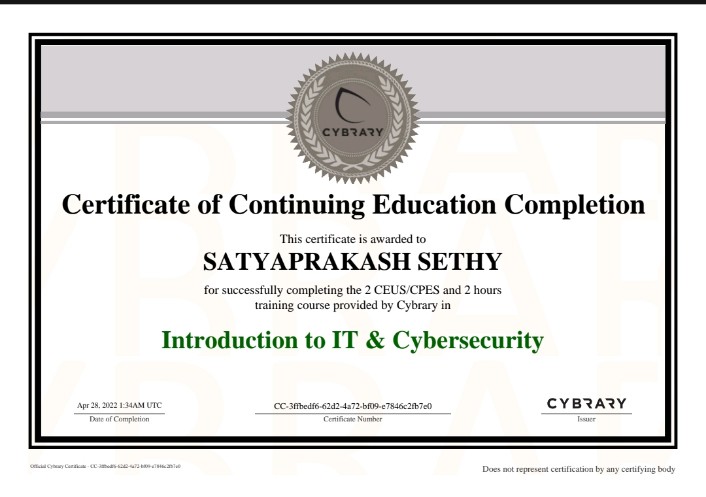 CYBRARY
Certificate of Continuing Education Completion
This certificate is awarded to
SATYAPRAKASH SETHY
for successfully completing the 2 CEUS/CPES and 2 hours
training course provided by Cybrary in
Introduction to IT & Cybersecurity
Apr 28, 2022 1:34AM UTC
Date of Completion
CC-3ffbedf6-62d2-4a72-bf09-e7846c2fb7e0
Certificate Number
CYBRARY
Issuer
Official Cybrary Certificate - CC-3ffbedf6-62d2-4a72-bf09-e7846c2fb7e0
Does not represent certification by any certifying body